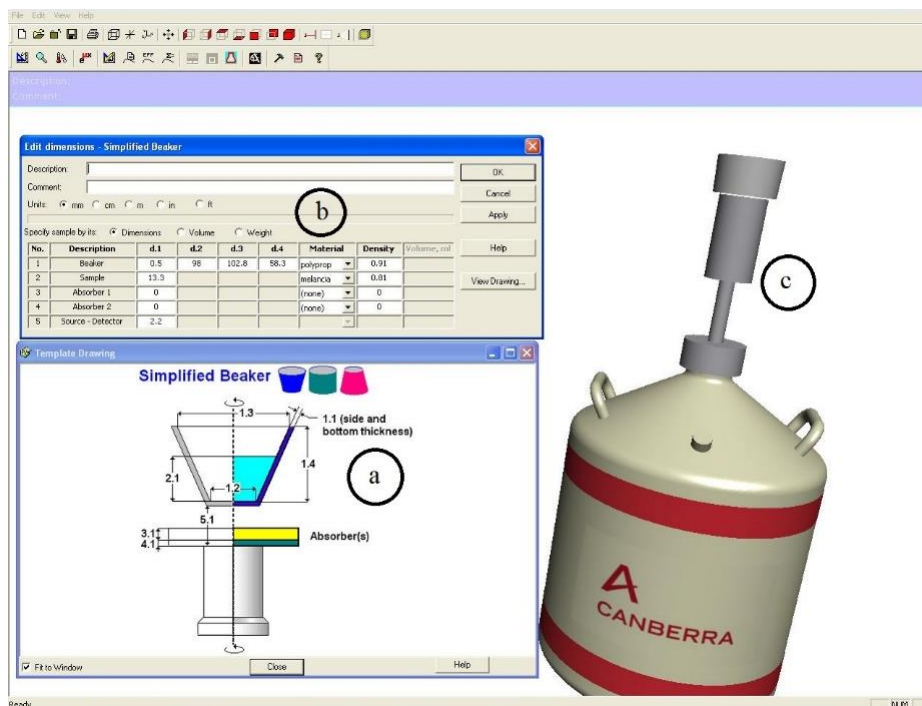 File Edit View Help
Description:
Comment:
Edit dimensions - Simplified Beaker
Description:
Comment:
Units: mm cm m in ft
b
Specify sample by its: Dimensions Volume Weight
OK
Cancel
Apply
Help
View Drawing...
No. Description d.1 d.2 d.3 d.4 Material Density Volume, ml
1 Beaker 0.5 98 102.8 58.3 polyprop 0.91
2 Sample 13.3 melancia 0.81
3 Absorber 1 0 (none) 0
4 Absorber 2 0 (none) 0
5 Source - Detector 2.2
Template Drawing
Simplified Beaker
1.3
1.1 (side and
bottom thickness)
1.4
2.1
1.2
a
5.1
3.1
4.1
Absorber(s)
Fit to Window
Close
Help
c
CANBERRA
Ready
NUM